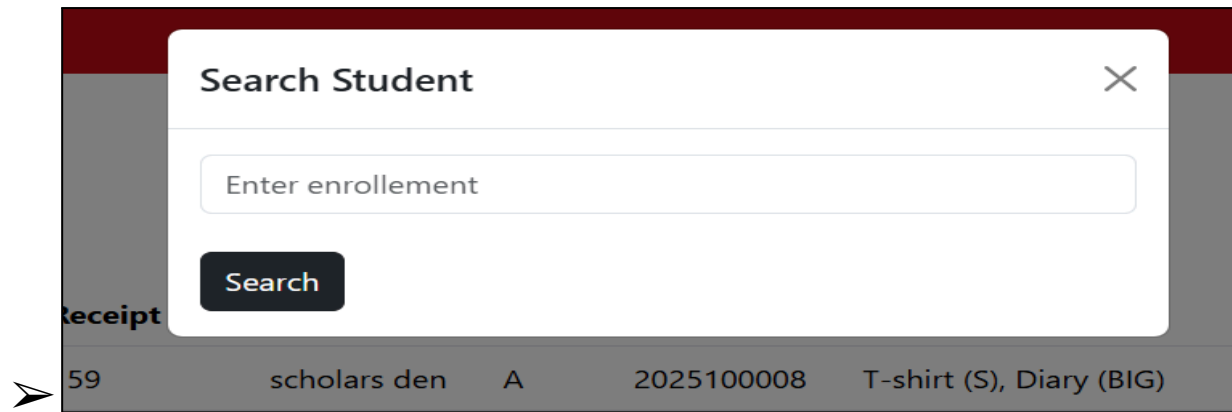 Search Student
Enter enrollement
Search
Receipt
59 scholars den A 2025100008 T-shirt (S), Diary (BIG)